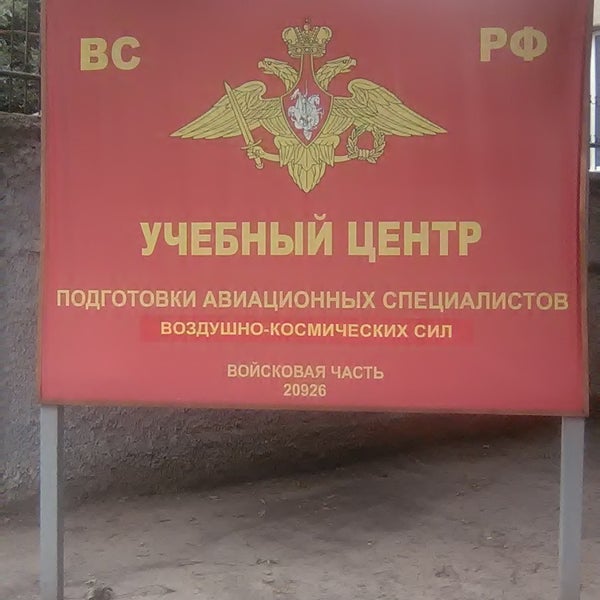 ВС РФ
УЧЕБНЫЙ ЦЕНТР
ПОДГОТОВКИ АВИАЦИОННЫХ СПЕЦИАЛИСТОВ
ВОЗДУШНО-КОСМИЧЕСКИХ СИЛ
ВОЙСКОВАЯ ЧАСТЬ
20926